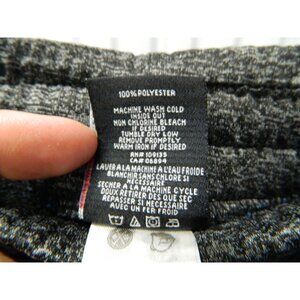 100% POLYESTER
MACHINE WASH COLD
INSIDE OUT
NON CHLORINE BLEACH
IF DESIRED
TUMBLE DRY LOW
REMOVE PROMPTLY
WARM IRON IF DESIRED
RN# 109135
CA# 06894
LAVER A LA MACHINE A L'EAU FROIDE
BLANCHIR SANS CHLORE SI
NECESSAIRE
SECHER A LA MACHINE CYCLE
DOUX RETIRER DES QUE SEC
REPASSER SI NECESSAIRE
AVEC UN FER FROID